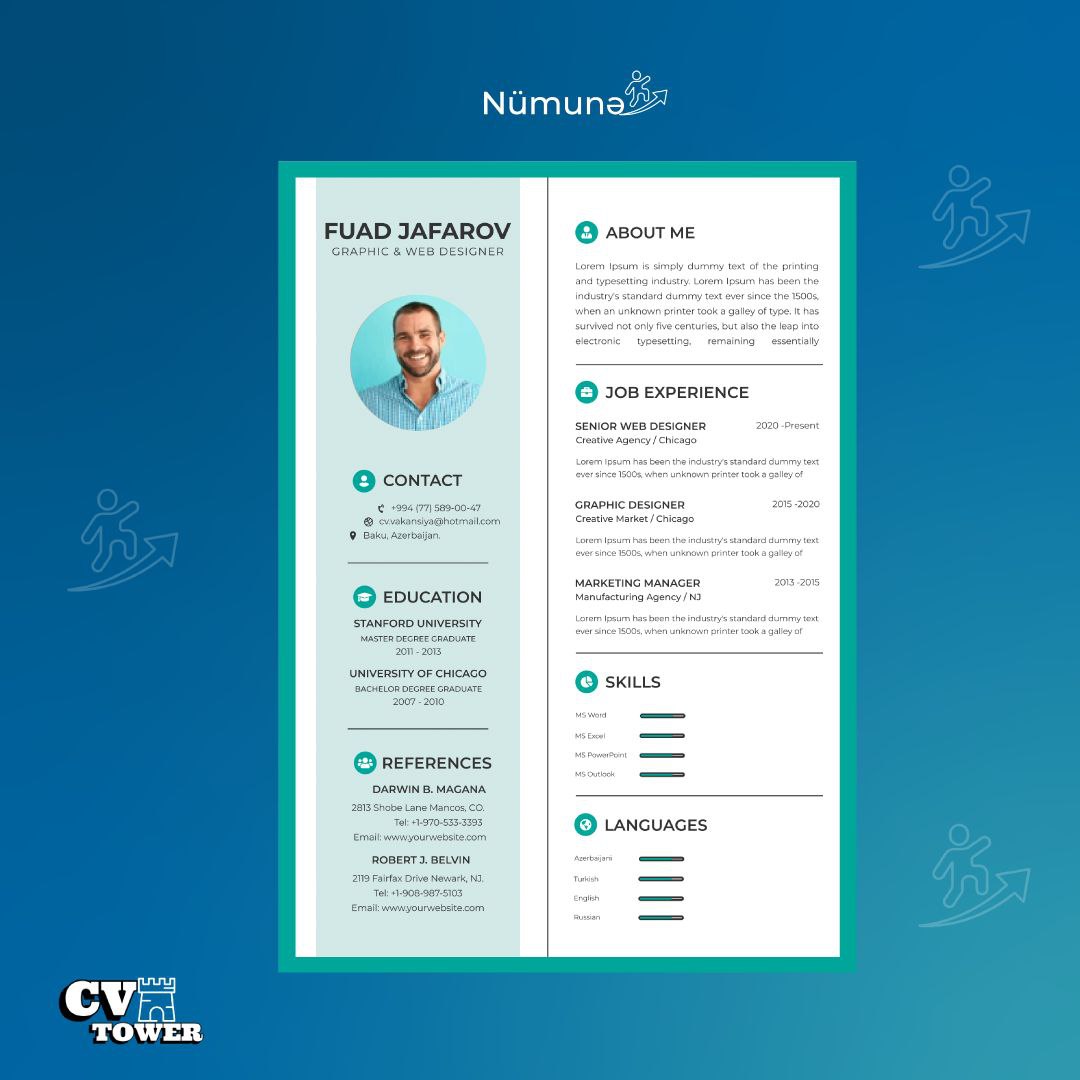 Nümunə
FUAD JAFAROV
GRAPHIC & WEB DESIGNER
CONTACT
+994 (77) 589-00-47
cv.vakansiya@hotmail.com
Baku, Azerbaijan.
EDUCATION
STANFORD UNIVERSITY
MASTER DEGREE GRADUATE
2011 - 2013
UNIVERSITY OF CHICAGO
BACHELOR DEGREE GRADUATE
2007 - 2010
REFERENCES
DARWIN B. MAGANA
2813 Shobe Lane Mancos, CO.
Tel: +1-970-533-3393
Email: www.yourwebsite.com
ROBERT J. BELVIN
2119 Fairfax Drive Newark, NJ.
Tel: +1-908-987-5103
Email: www.yourwebsite.com
ABOUT ME
Lorem Ipsum is simply dummy text of the printing
and typesetting industry. Lorem Ipsum has been the
industry's standard dummy text ever since the 1500s,
when an unknown printer took a galley of type. It has
survived not only five centuries, but also the leap into
electronic typesetting, remaining essentially
JOB EXPERIENCE
SENIOR WEB DESIGNER 2020 -Present
Creative Agency / Chicago
Lorem Ipsum has been the industry's standard dummy text
ever since 1500s, when unknown printer took a galley of
GRAPHIC DESIGNER 2015 -2020
Creative Market / Chicago
Lorem Ipsum has been the industry's standard dummy text
ever since 1500s, when unknown printer took a galley of
MARKETING MANAGER 2013 -2015
Manufacturing Agency / NJ
Lorem Ipsum has been the industry's standard dummy text
ever since 1500s, when unknown printer took a galley of
SKILLS
MS Word
MS Excel
MS PowerPoint
MS Outlook
LANGUAGES
Azerbaijani
Turkish
English
Russian
CV
TOWER